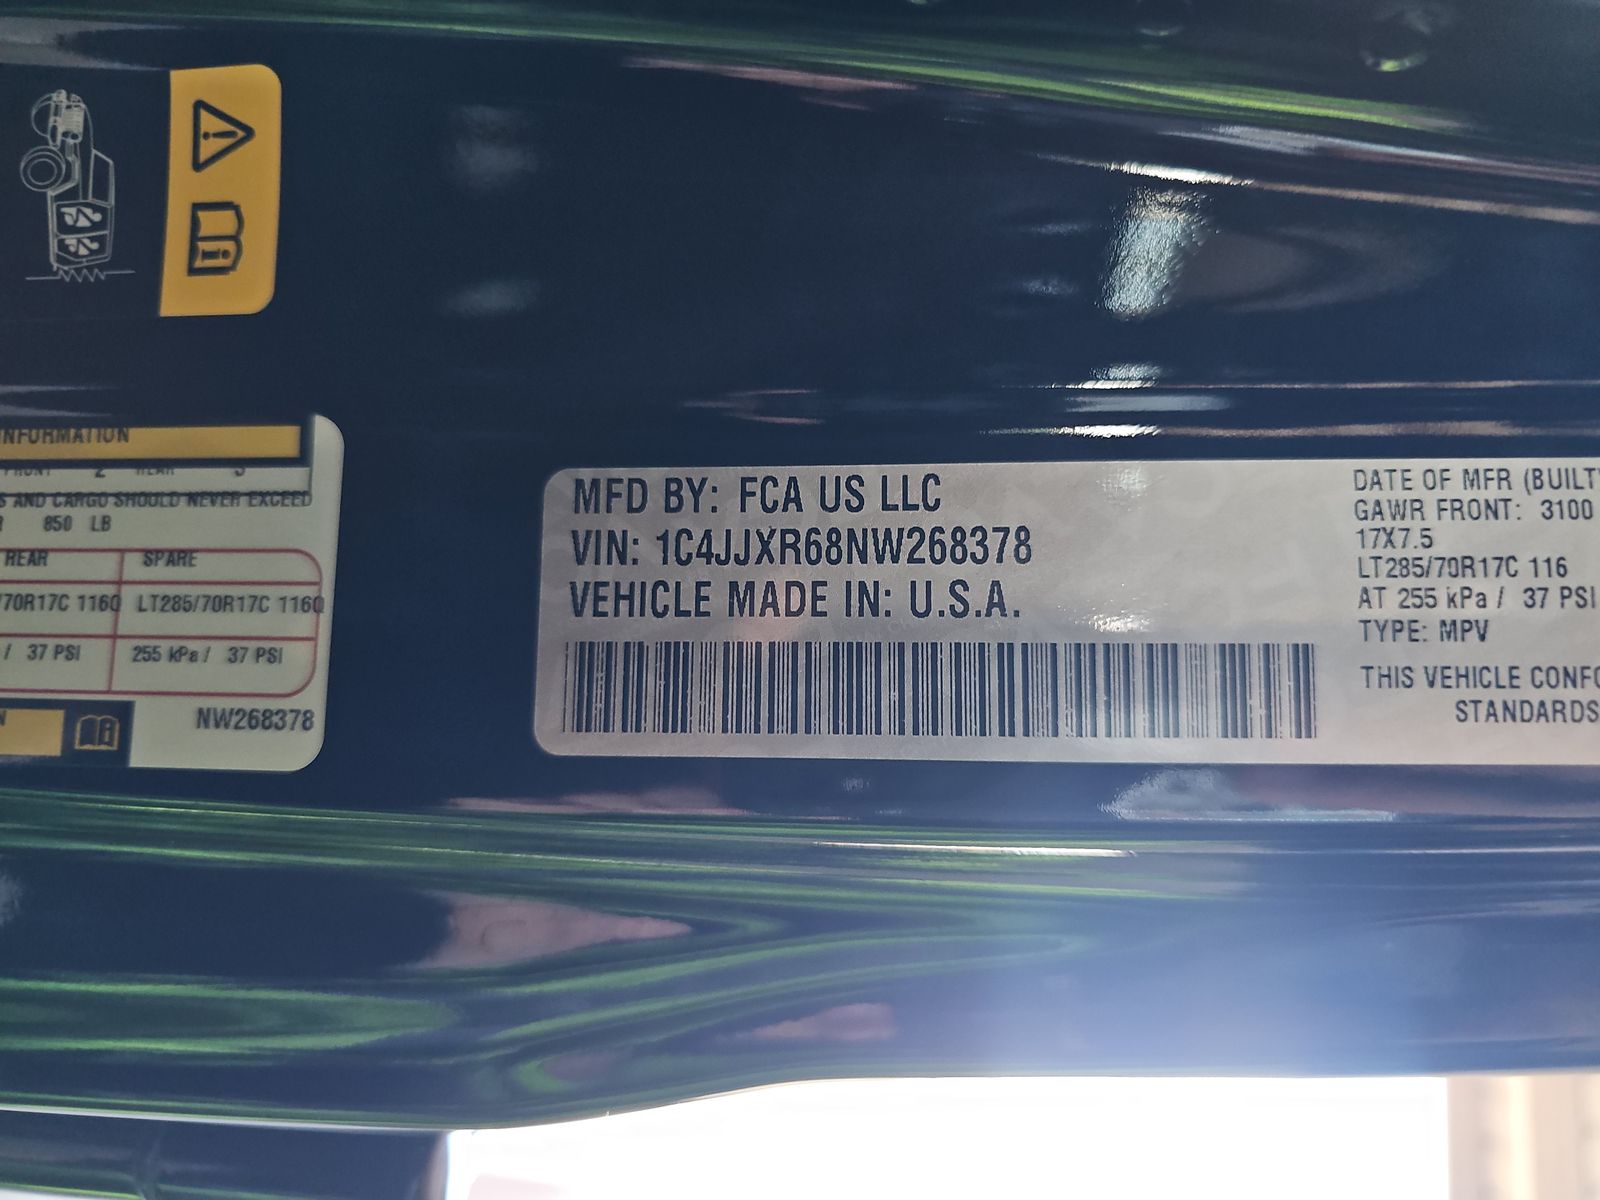 INFORMATION
FRONT 2 REAR 3
S AND CARGO SHOULD NEVER EXCEED
850 LB
REAR SPARE
/70R17C 116Q LT285/70R17C 116Q
/ 37 PSI 255 kPa / 37 PSI
NW268378
MFD BY: FCA US LLC
VIN: 1C4JJXR68NW268378
VEHICLE MADE IN: U.S.A.
DATE OF MFR (BUILT
GAWR FRONT: 3100
17X7.5
LT285/70R17C 116
AT 255 kPa / 37 PSI
TYPE: MPV
THIS VEHICLE CONFO
STANDARDS